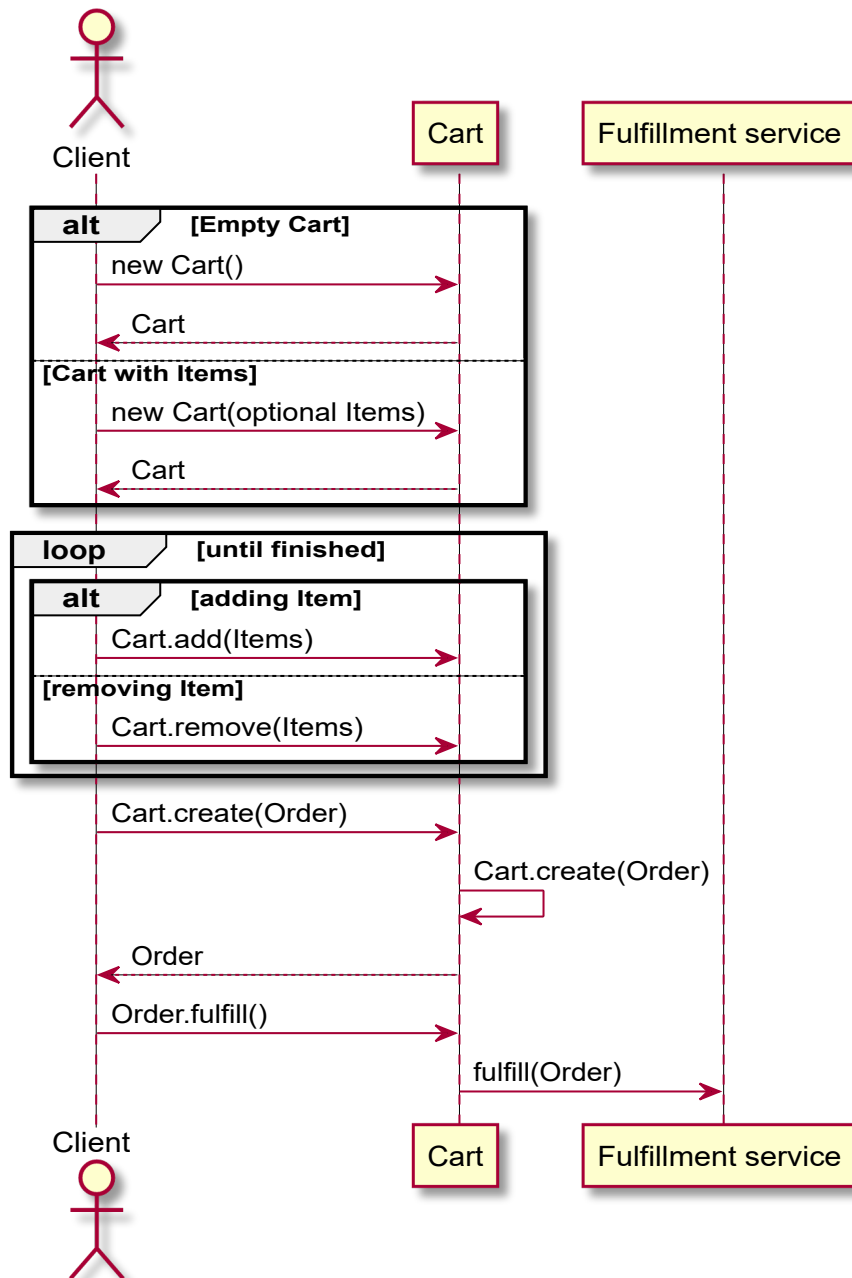 Client
Cart
Fulfillment service
alt
[Empty Cart]
new Cart()
Cart
[Cart with Items]
new Cart(optional Items)
Cart
loop
[until finished]
alt
[adding Item]
Cart.add(Items)
[removing Item]
Cart.remove(Items)
Cart.create(Order)
Cart.create(Order)
Order
Order.fulfill()
fulfill(Order)
Client
Cart
Fulfillment service